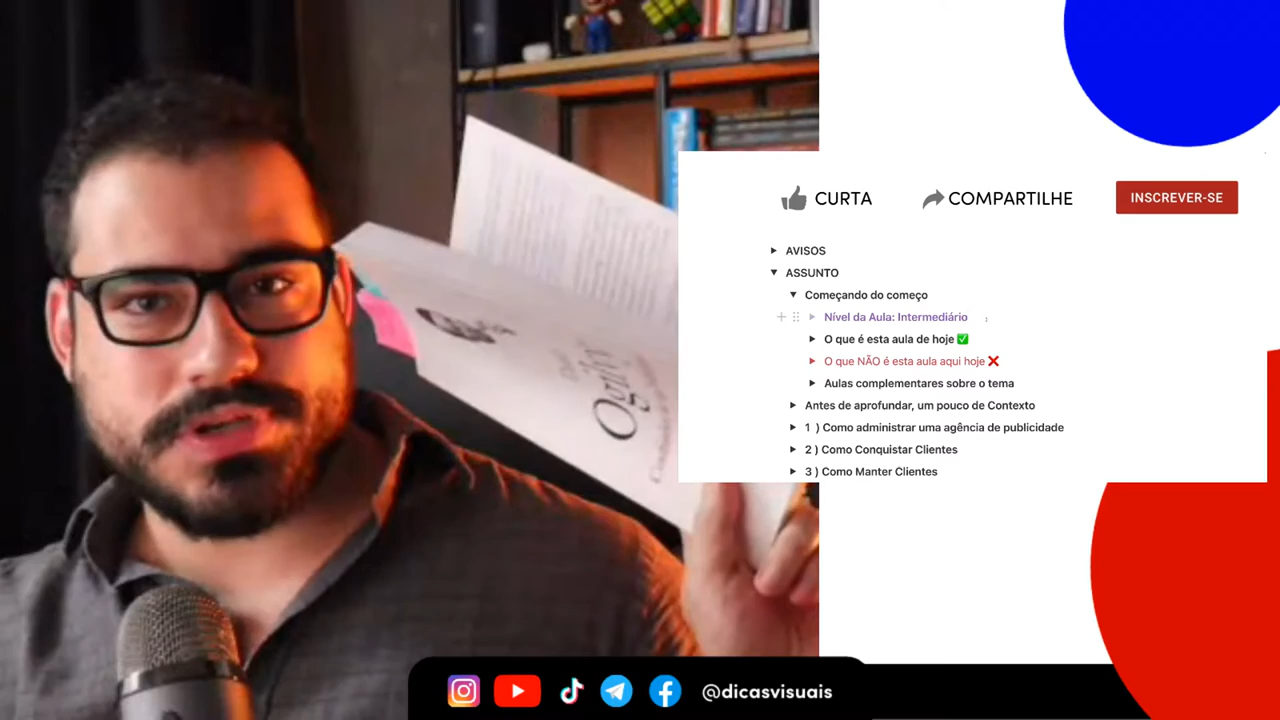 CURTA
COMPARTILHE
INSCREVER-SE
AVISOS
ASSUNTO
Começando do começo
Nível da Aula: Intermediário
O que é esta aula de hoje ✅
O que NÃO é esta aula aqui hoje ❌
Aulas complementares sobre o tema
Antes de aprofundar, um pouco de Contexto
1 ) Como administrar uma agência de publicidade
2 ) Como Conquistar Clientes
3 ) Como Manter Clientes
Ogilvy
@dicasvisuais